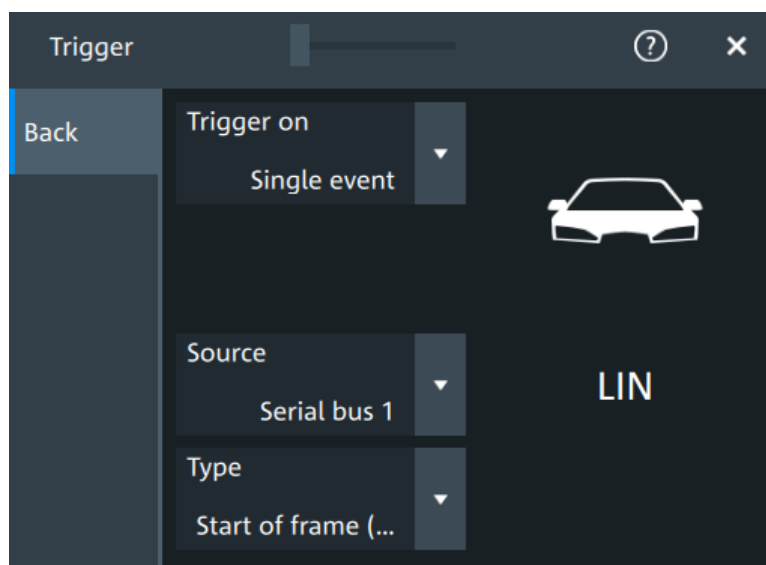 Trigger
?
×
Back
Trigger on
Single event
Source
Serial bus 1
LIN
Type
Start of frame (...